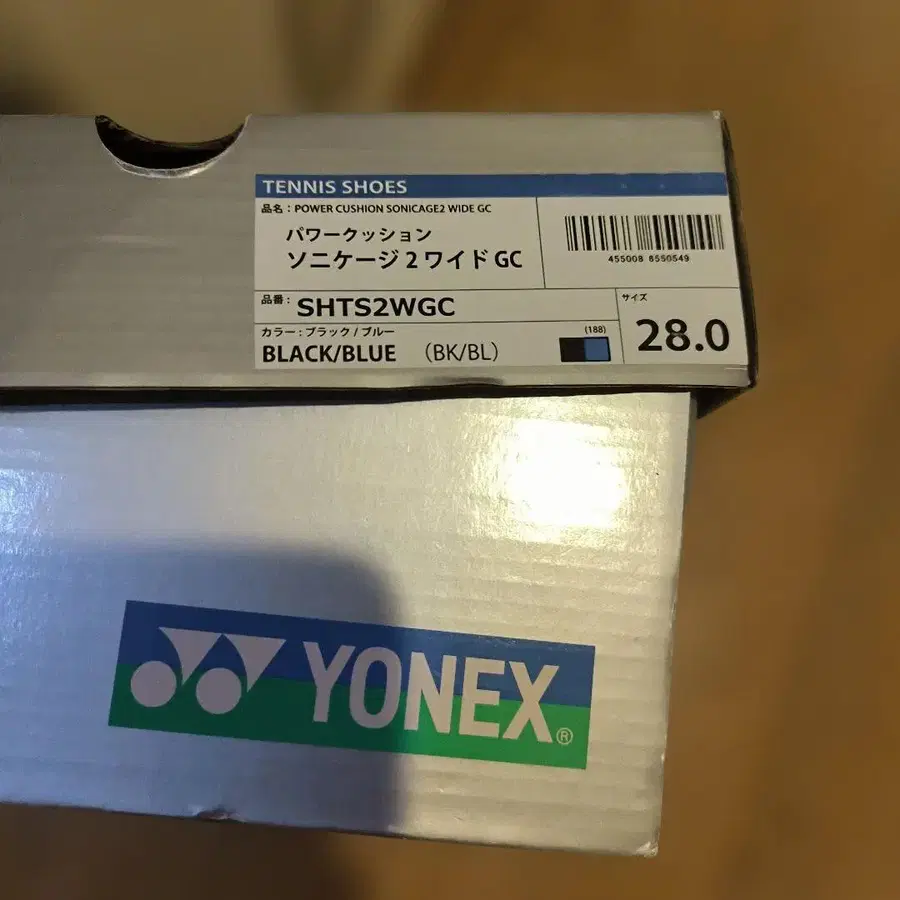 TENNIS SHOES
品名：POWER CUSHION SONICAGE2 WIDE GC
パワークッション
ソニケージ 2 ワイド GC
455008 8550549
品番：SHTS2WGC
サイズ
28.0
カラー：ブラック / ブルー
(188)
BLACK/BLUE （BK/BL）
YONEX®